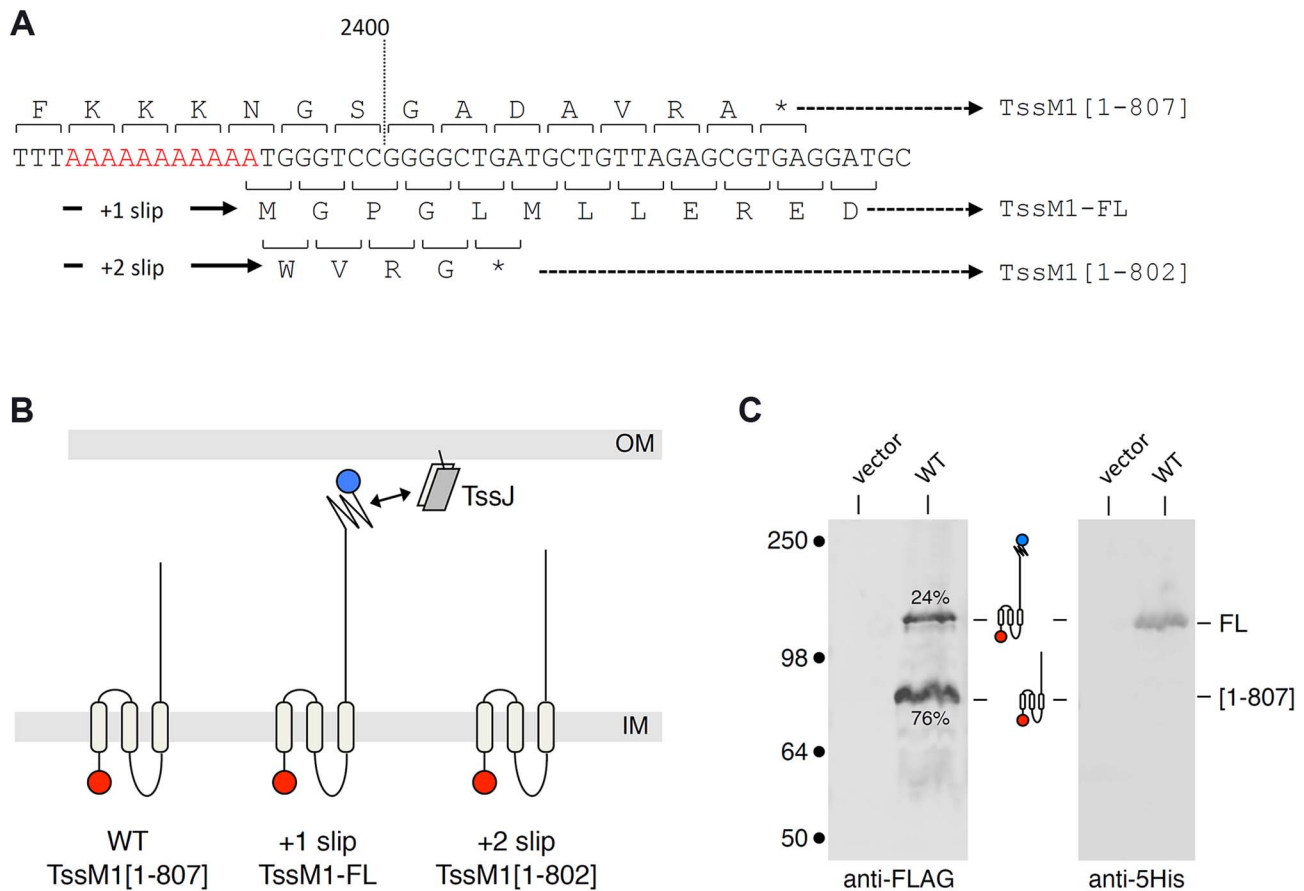 A
2400
F K K K N G S G A D A V R A * TssM1[1-807]
TTTAAAAAAAAAAATGGGTCCGGGGCTGATGCTGTTAGAGCGTGAGGATGC
+1 slip M G P G L M L L E R E D TssM1-FL
+2 slip W V R G * TssM1[1-802]
B
OM
TssJ
IM
WT
TssM1[1-807]
+1 slip
TssM1-FL
+2 slip
TssM1[1-802]
C
vector
WT
vector
WT
250
98
64
50
24%
76%
FL
[1-807]
anti-FLAG
anti-5His